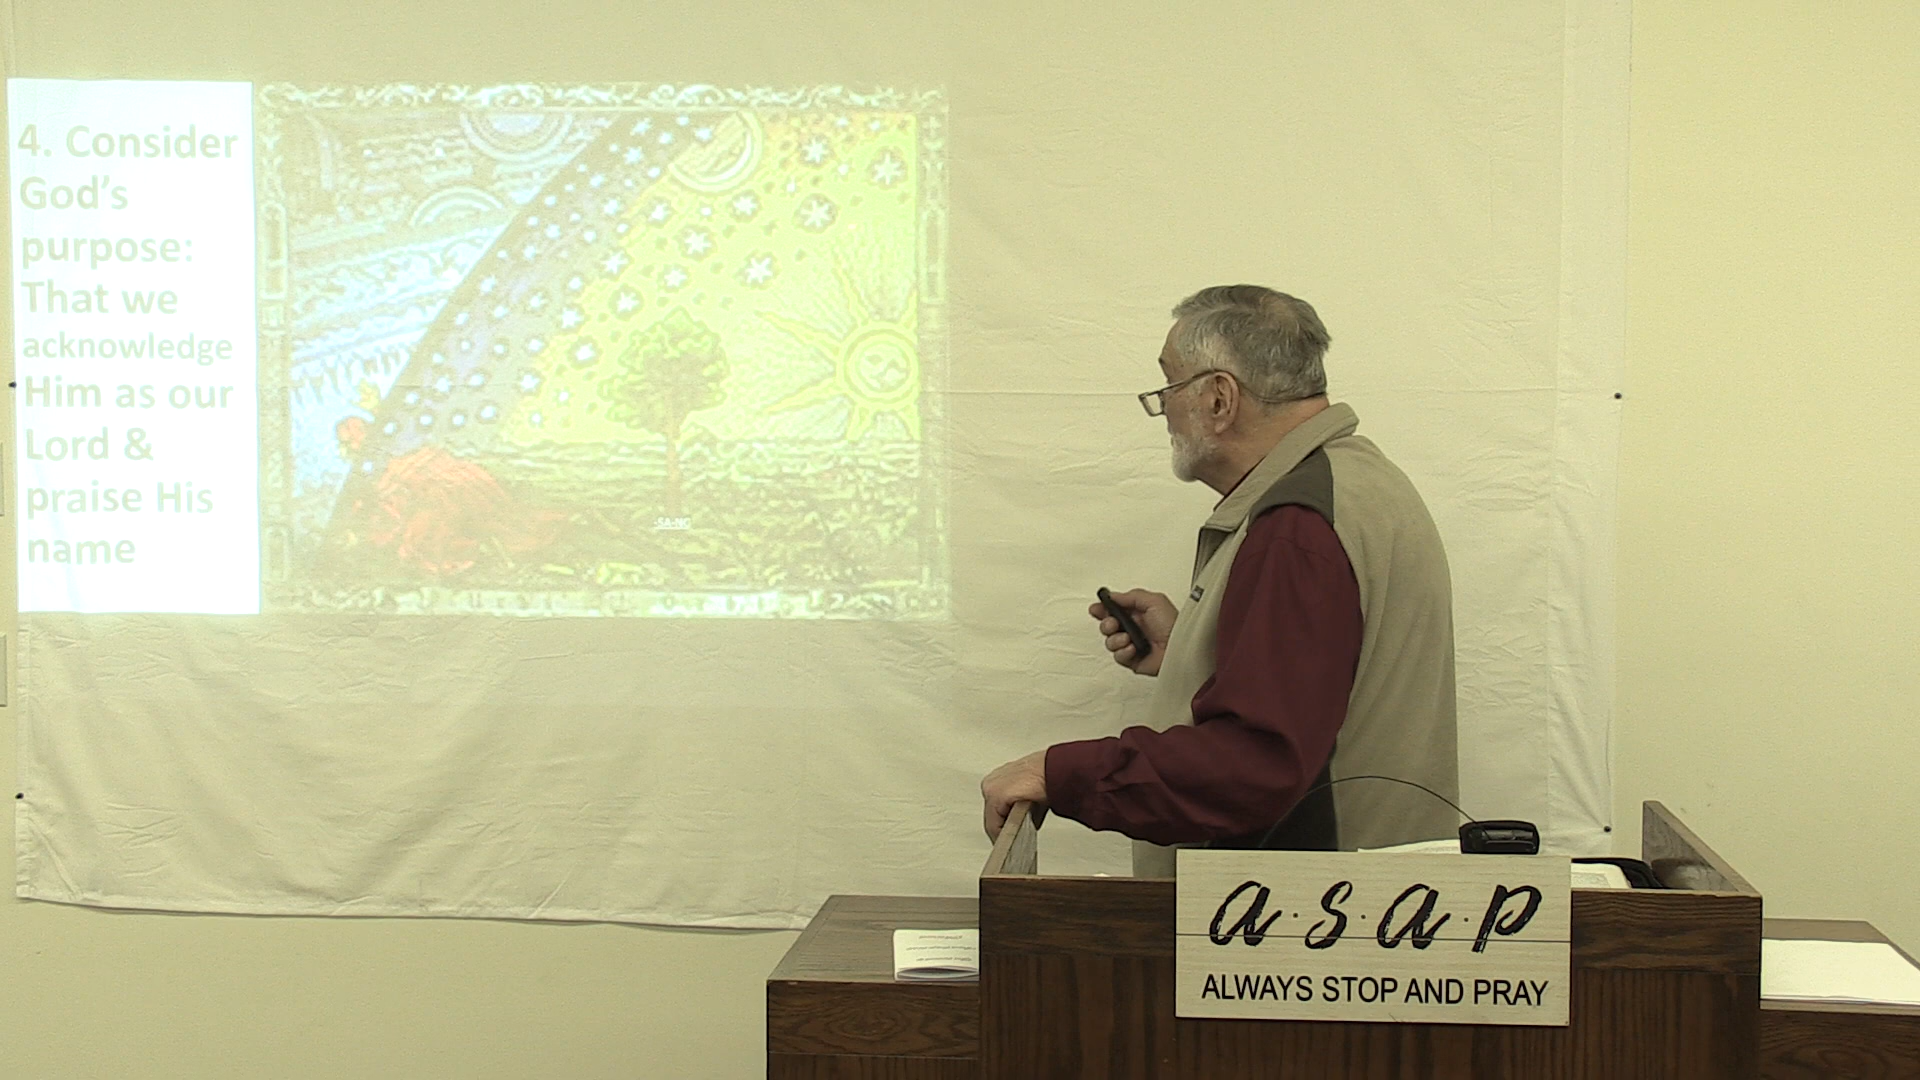 4. Consider
God's
purpose:
That we
acknowledge
Him as our
Lord &
praise His
name
a.s.a.p
ALWAYS STOP AND PRAY